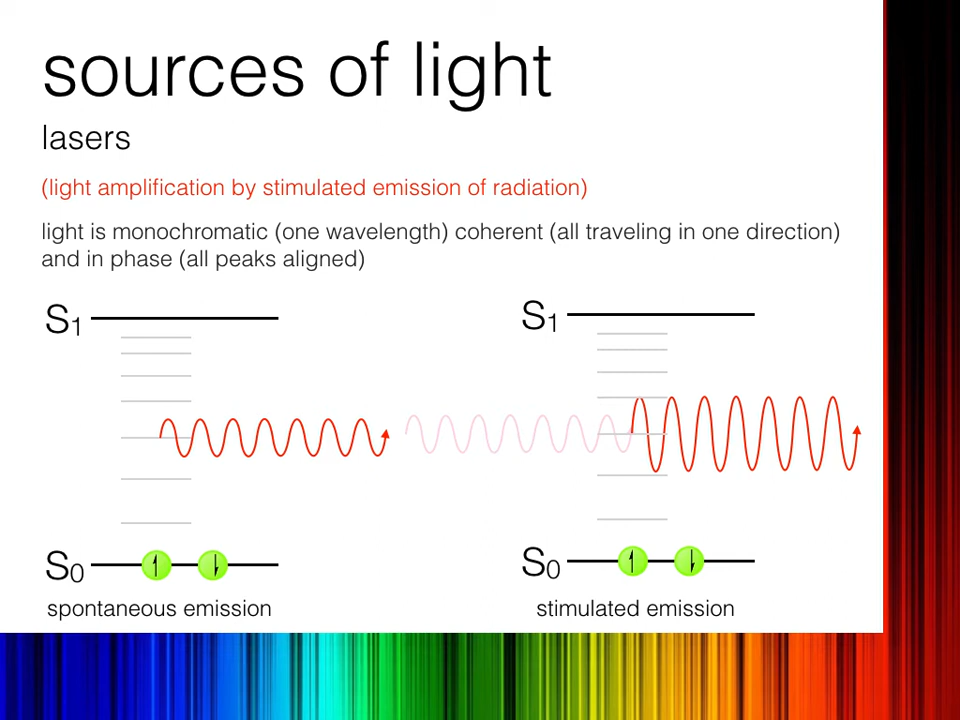 sources of light
lasers
(light amplification by stimulated emission of radiation)
light is monochromatic (one wavelength) coherent (all traveling in one direction)
and in phase (all peaks aligned)
S₁
S₁
S₀
S₀
spontaneous emission
stimulated emission